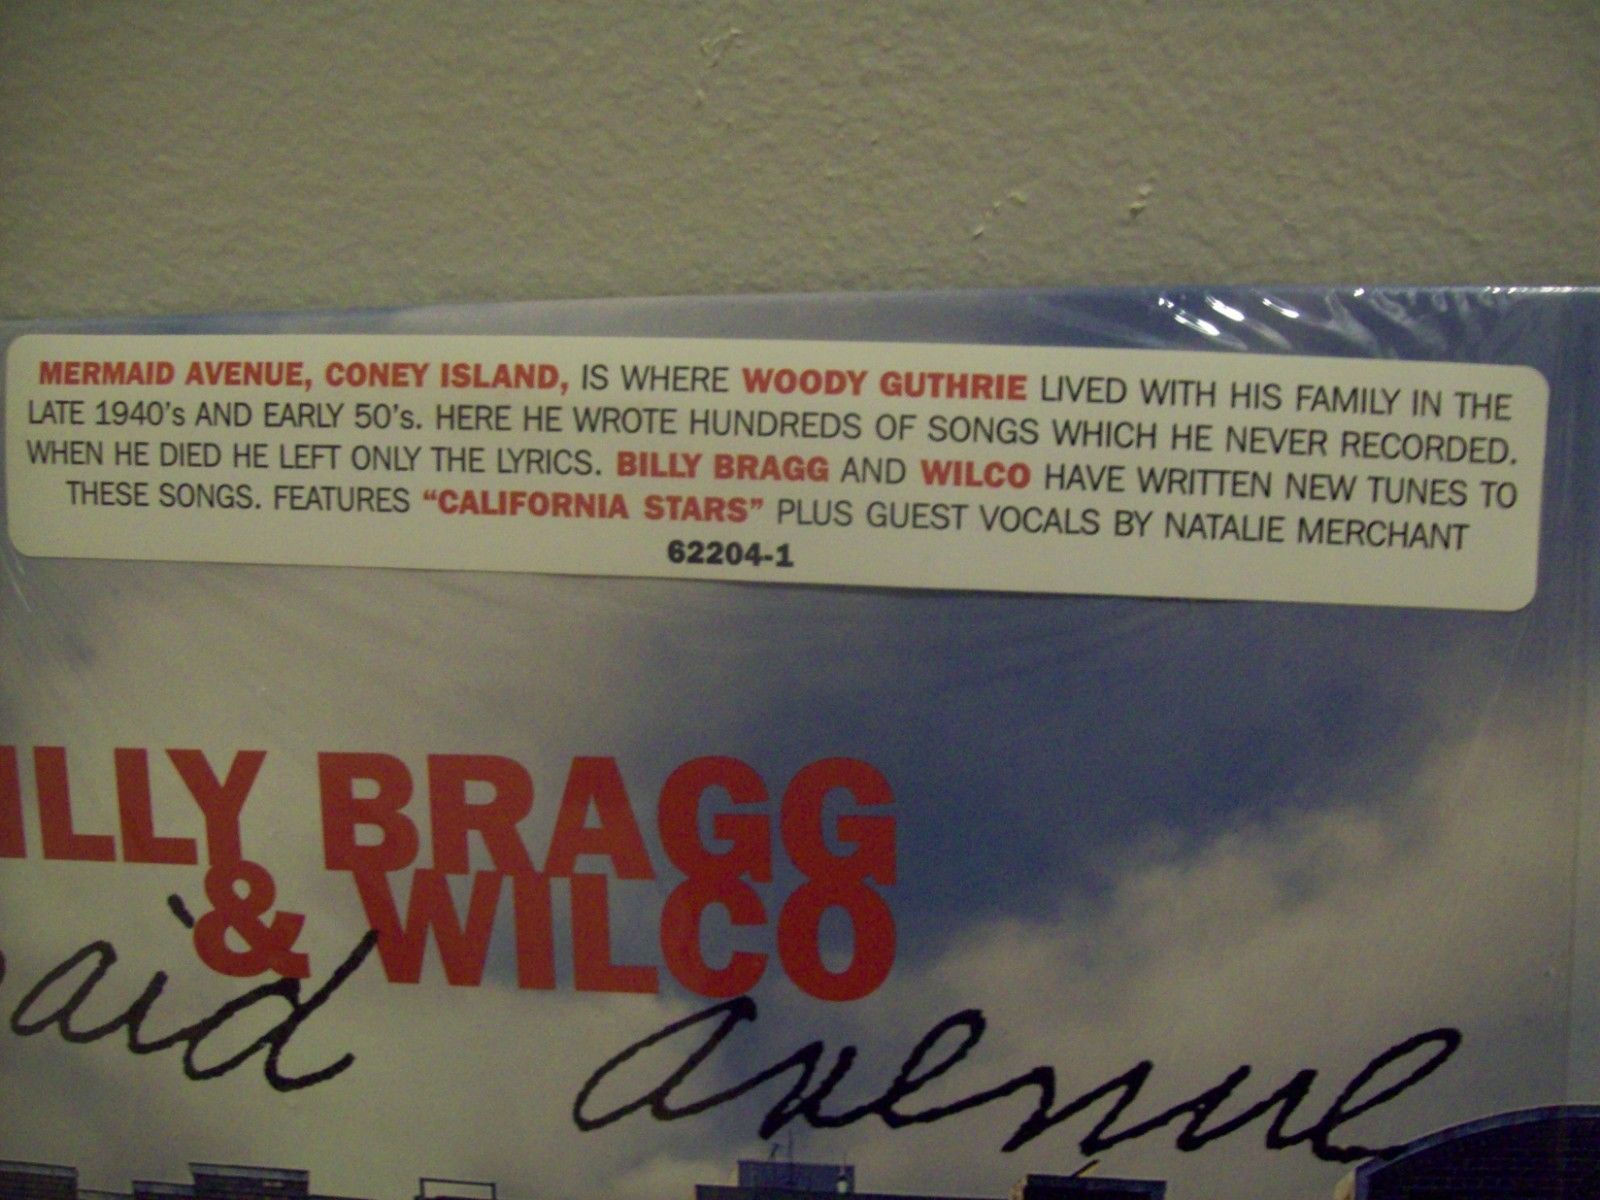 MERMAID AVENUE, CONEY ISLAND, IS WHERE WOODY GUTHRIE LIVED WITH HIS FAMILY IN THE
LATE 1940's AND EARLY 50's. HERE HE WROTE HUNDREDS OF SONGS WHICH HE NEVER RECORDED.
WHEN HE DIED HE LEFT ONLY THE LYRICS. BILLY BRAGG AND WILCO HAVE WRITTEN NEW TUNES TO
THESE SONGS. FEATURES “CALIFORNIA STARS” PLUS GUEST VOCALS BY NATALIE MERCHANT
62204-1
ILLY BRAGG
& WILCO
aid avenue